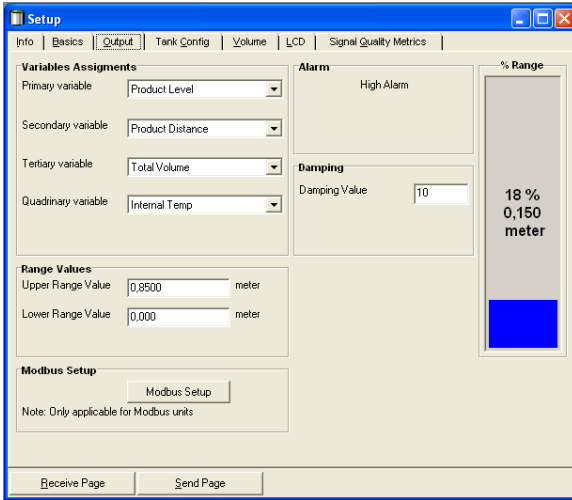 Setup
Info Basics Output Tank Config Volume LCD Signal Quality Metrics
Variables Assigments
Primary variable Product Level
Secondary variable Product Distance
Tertiary variable Total Volume
Quadrinary variable Internal Temp
Alarm
High Alarm
Damping
Damping Value 10
% Range
18 %
0,150
meter
Range Values
Upper Range Value 0,8500 meter
Lower Range Value 0,000 meter
Modbus Setup
Modbus Setup
Note: Only applicable for Modbus units
Receive Page Send Page